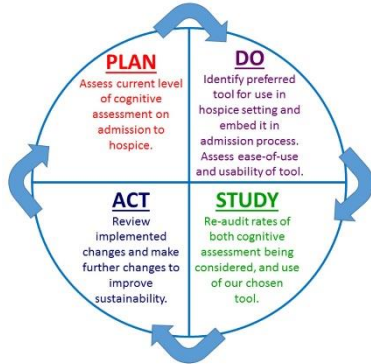 PLAN
Assess current level
of cognitive
assessment on
admission to
hospice.
DO
Identify preferred
tool for use in
hospice setting and
embed it in
admission process.
Assess ease-of-use
and usability of tool.
ACT
Review
implemented
changes and make
further changes to
improve
sustainability.
STUDY
Re-audit rates of
both cognitive
assessment being
considered, and use
of our chosen
tool.